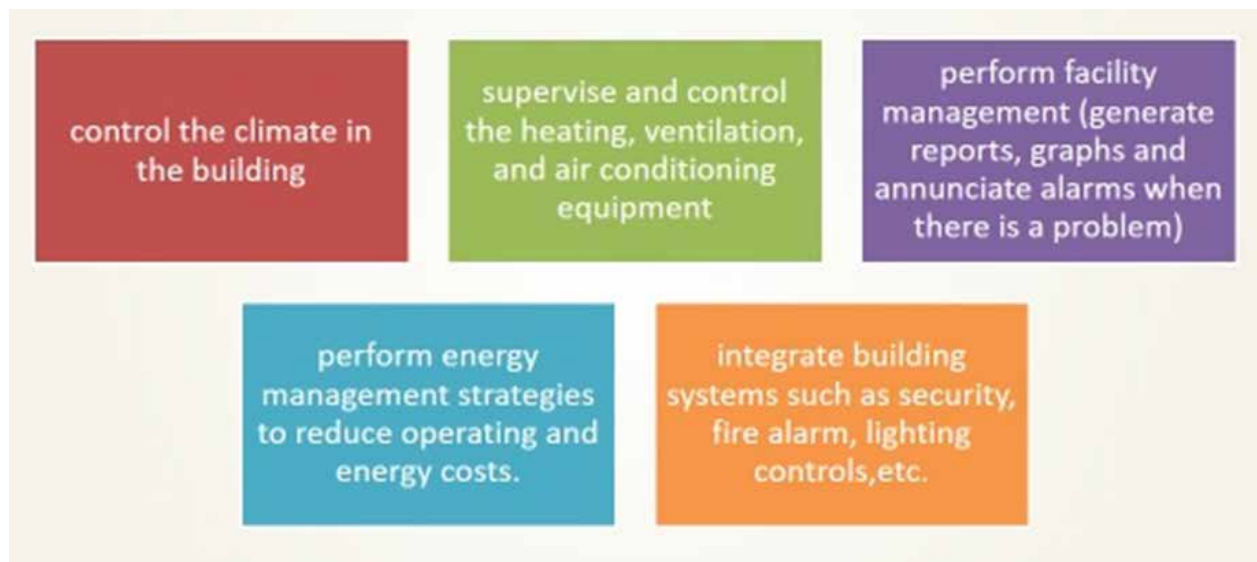 control the climate in
the building
supervise and control
the heating, ventilation,
and air conditioning
equipment
perform facility
management (generate
reports, graphs and
annunciate alarms when
there is a problem)
perform energy
management strategies
to reduce operating and
energy costs.
integrate building
systems such as security,
fire alarm, lighting
controls,etc.